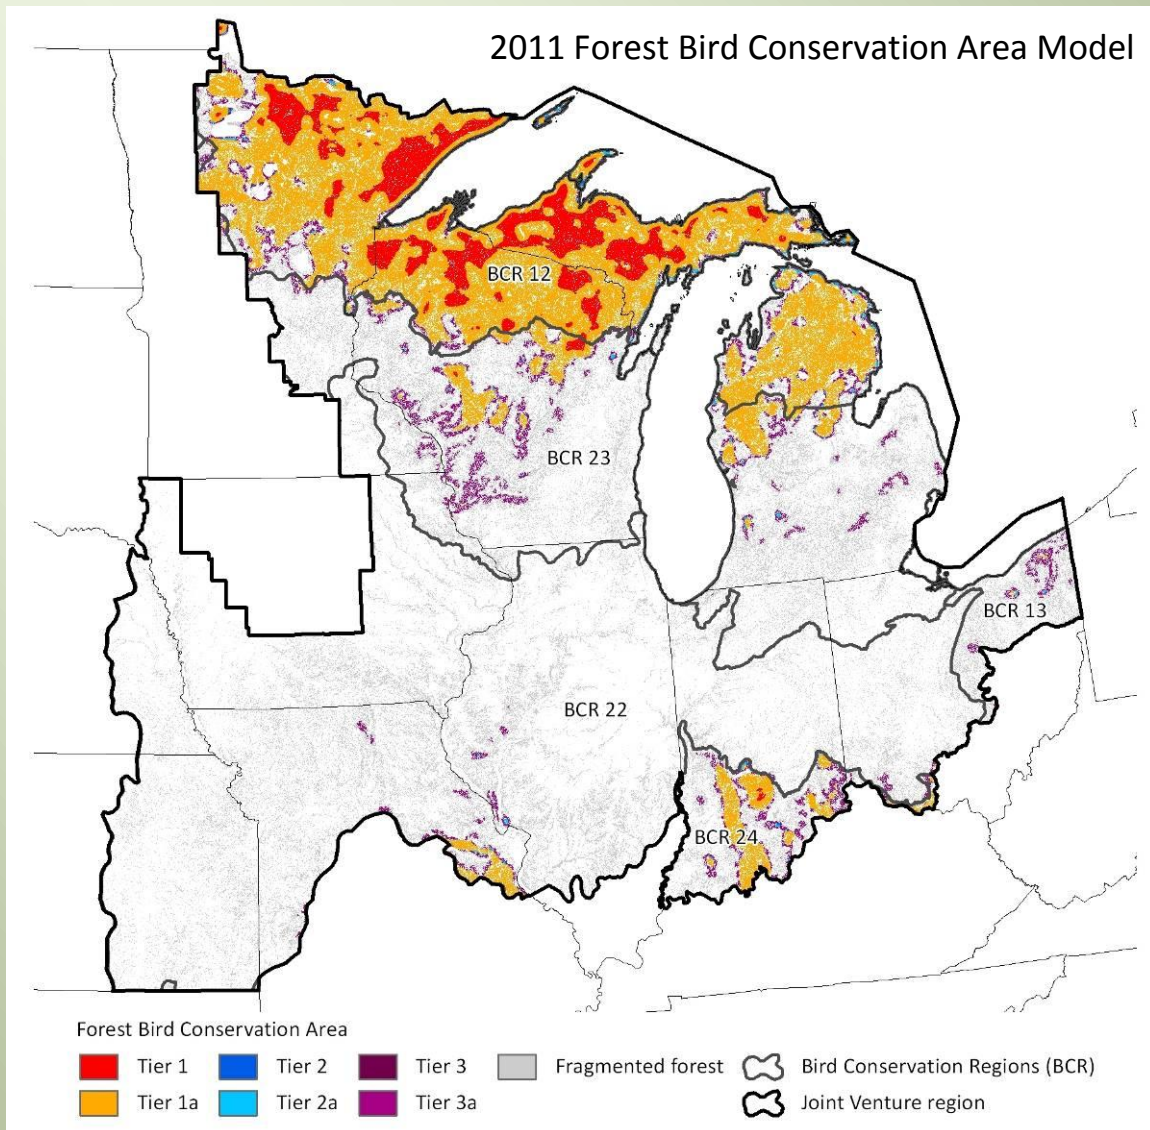 2011 Forest Bird Conservation Area Model
BCR 12
BCR 23
BCR 13
BCR 22
BCR 24
Forest Bird Conservation Area
Tier 1
Tier 2
Tier 3
Fragmented forest
Bird Conservation Regions (BCR)
Tier 1a
Tier 2a
Tier 3a
Joint Venture region